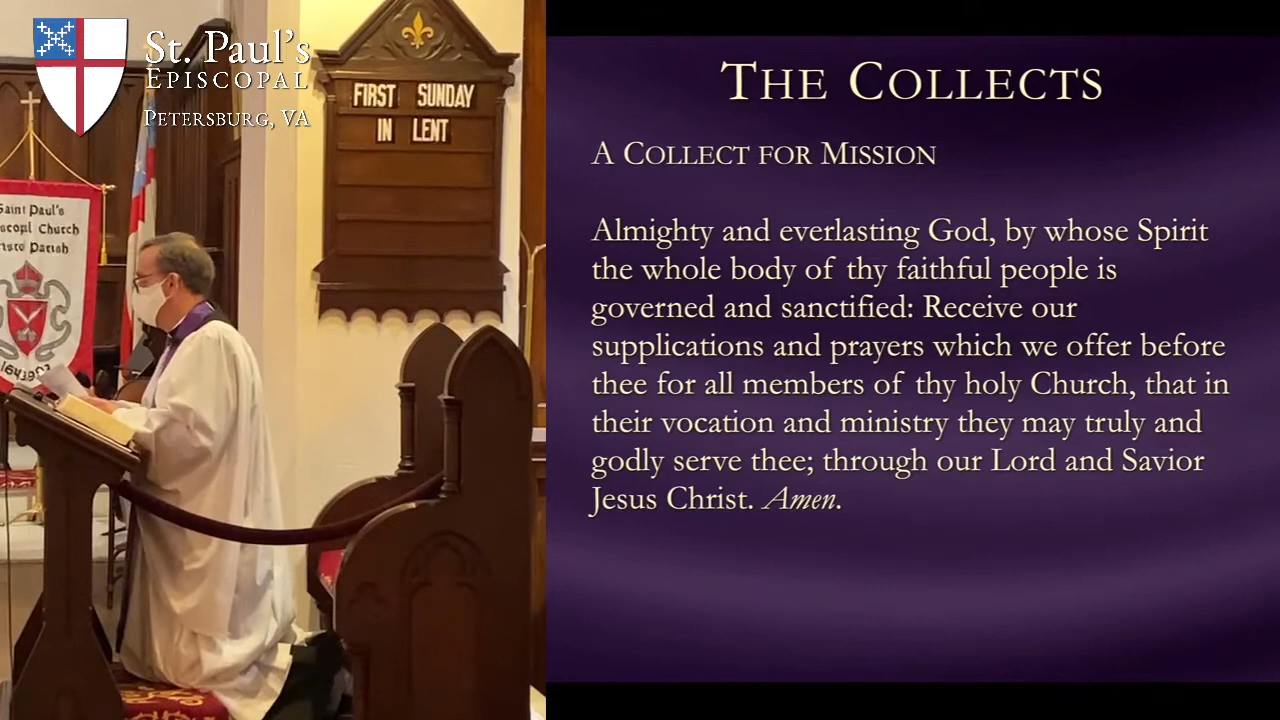 St. Paul's
Episcopal
Petersburg, VA
FIRST SUNDAY
IN LENT
Saint Paul's
Church
Parish
The Collects
A Collect for Mission
Almighty and everlasting God, by whose Spirit
the whole body of thy faithful people is
governed and sanctified: Receive our
supplications and prayers which we offer before
thee for all members of thy holy Church, that in
their vocation and ministry they may truly and
godly serve thee; through our Lord and Savior
Jesus Christ. Amen.